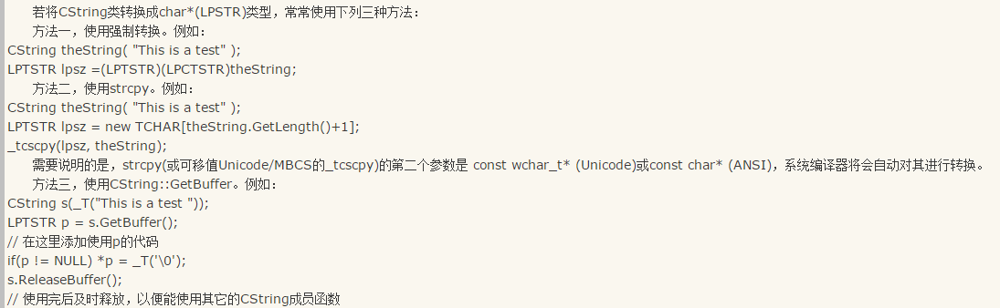 若将CString类转换成char*(LPSTR)类型，常常使用下列三种方法：
方法一，使用强制转换。例如：
CString theString( "This is a test" );
LPTSTR lpsz =(LPTSTR)(LPCTSTR)theString;
方法二，使用strcpy。例如：
CString theString( "This is a test" );
LPTSTR lpsz = new TCHAR[theString.GetLength()+1];
_tcscpy(lpsz, theString);
需要说明的是，strcpy(或可移值Unicode/MBCS的_tcscpy)的第二个参数是 const wchar_t* (Unicode)或const char* (ANSI)，系统编译器将会自动对其进行转换。
方法三，使用CString::GetBuffer。例如：
CString s(_T("This is a test "));
LPTSTR p = s.GetBuffer();
// 在这里添加使用p的代码
if(p != NULL) *p = _T('\0');
s.ReleaseBuffer();
// 使用完后及时释放，以便能使用其它的CString成员函数